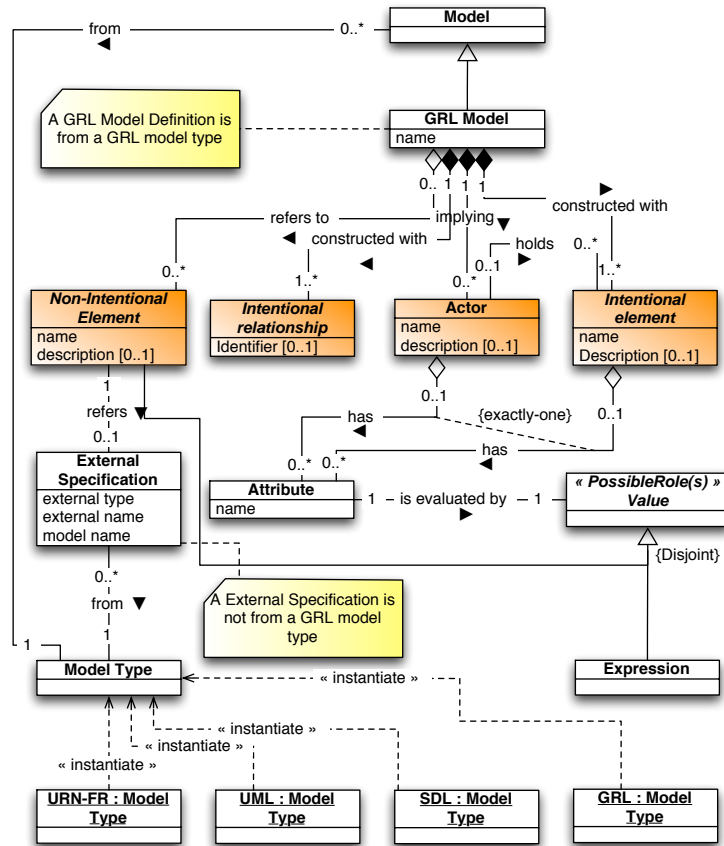 Model
from
0..*
◀
A GRL Model Definition is
from a GRL model type
GRL Model
name
0..
1
1
1
▶
constructed with
refers to
implying
▼
◀
constructed with
◀
holds
▶
0..1
0..*
0..*
1..*
0..*
1..*
Non-Intentional
Element
name
description [0..1]
Intentional
relationship
Identifier [0..1]
Actor
name
description [0..1]
Intentional
element
name
Description [0..1]
1
refers ▼
0..1
0..1
0..1
has
◀
{exactly-one}
has
◀
0..*
0..*
External
Specification
external type
external name
model name
Attribute
name
1
is evaluated by
▶
1
« PossibleRole(s) »
Value
{Disjoint}
0..*
from ▼
1
1
A External Specification is
not from a GRL model
type
Model Type
Expression
« instantiate »
« instantiate »
« instantiate »
« instantiate »
URN-FR : Model
Type
UML : Model
Type
SDL : Model
Type
GRL : Model
Type